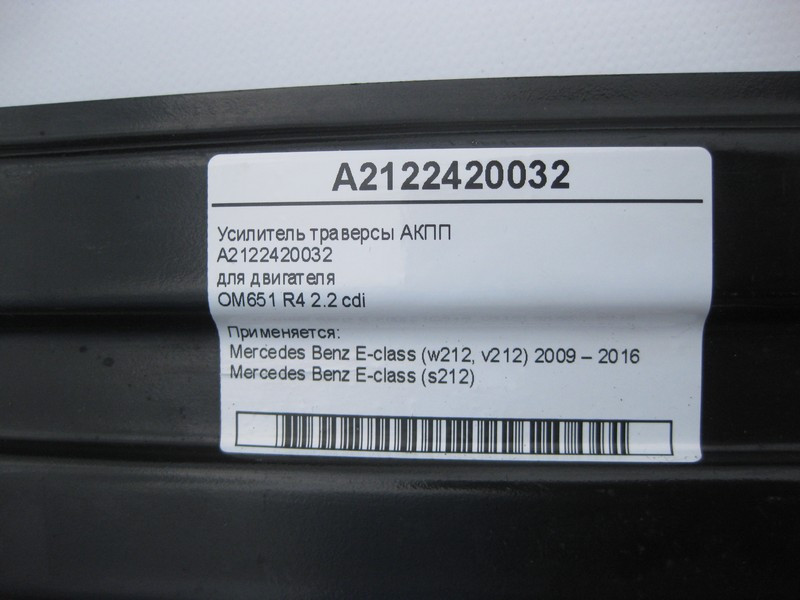 A2122420032
Усилитель траверсы АКПП
A2122420032
для двигателя
OM651 R4 2.2 cdi
Применяется:
Mercedes Benz E-class (w212, v212) 2009 – 2016
Mercedes Benz E-class (s212)